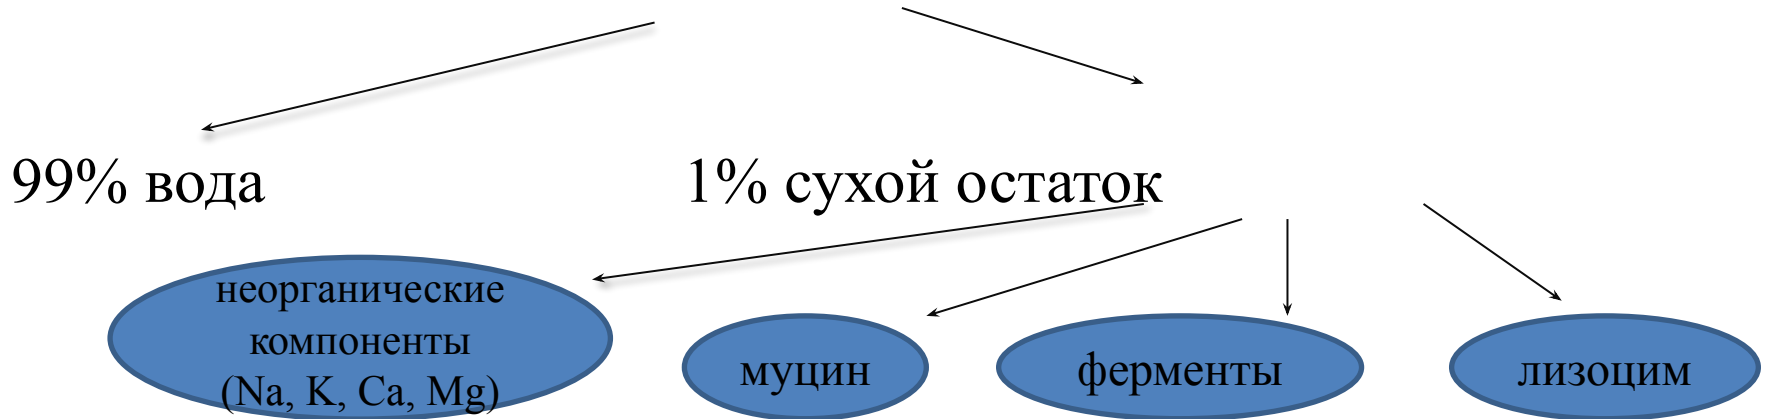 99% вода
1% сухой остаток
неорганические
компоненты
(Na, K, Ca, Mg)
муцин
ферменты
лизоцим